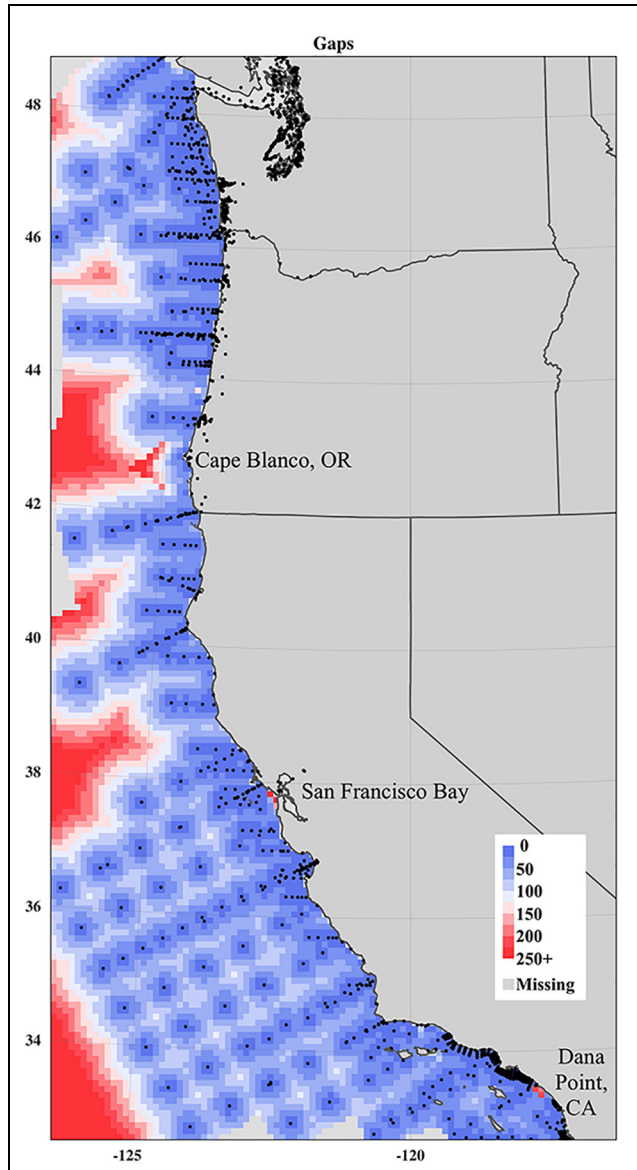 Gaps
48
46
44
Cape Blanco, OR
42
40
38
San Francisco Bay
0
50
100
150
200
250+
Missing
36
34
Dana
Point,
CA
-125
-120